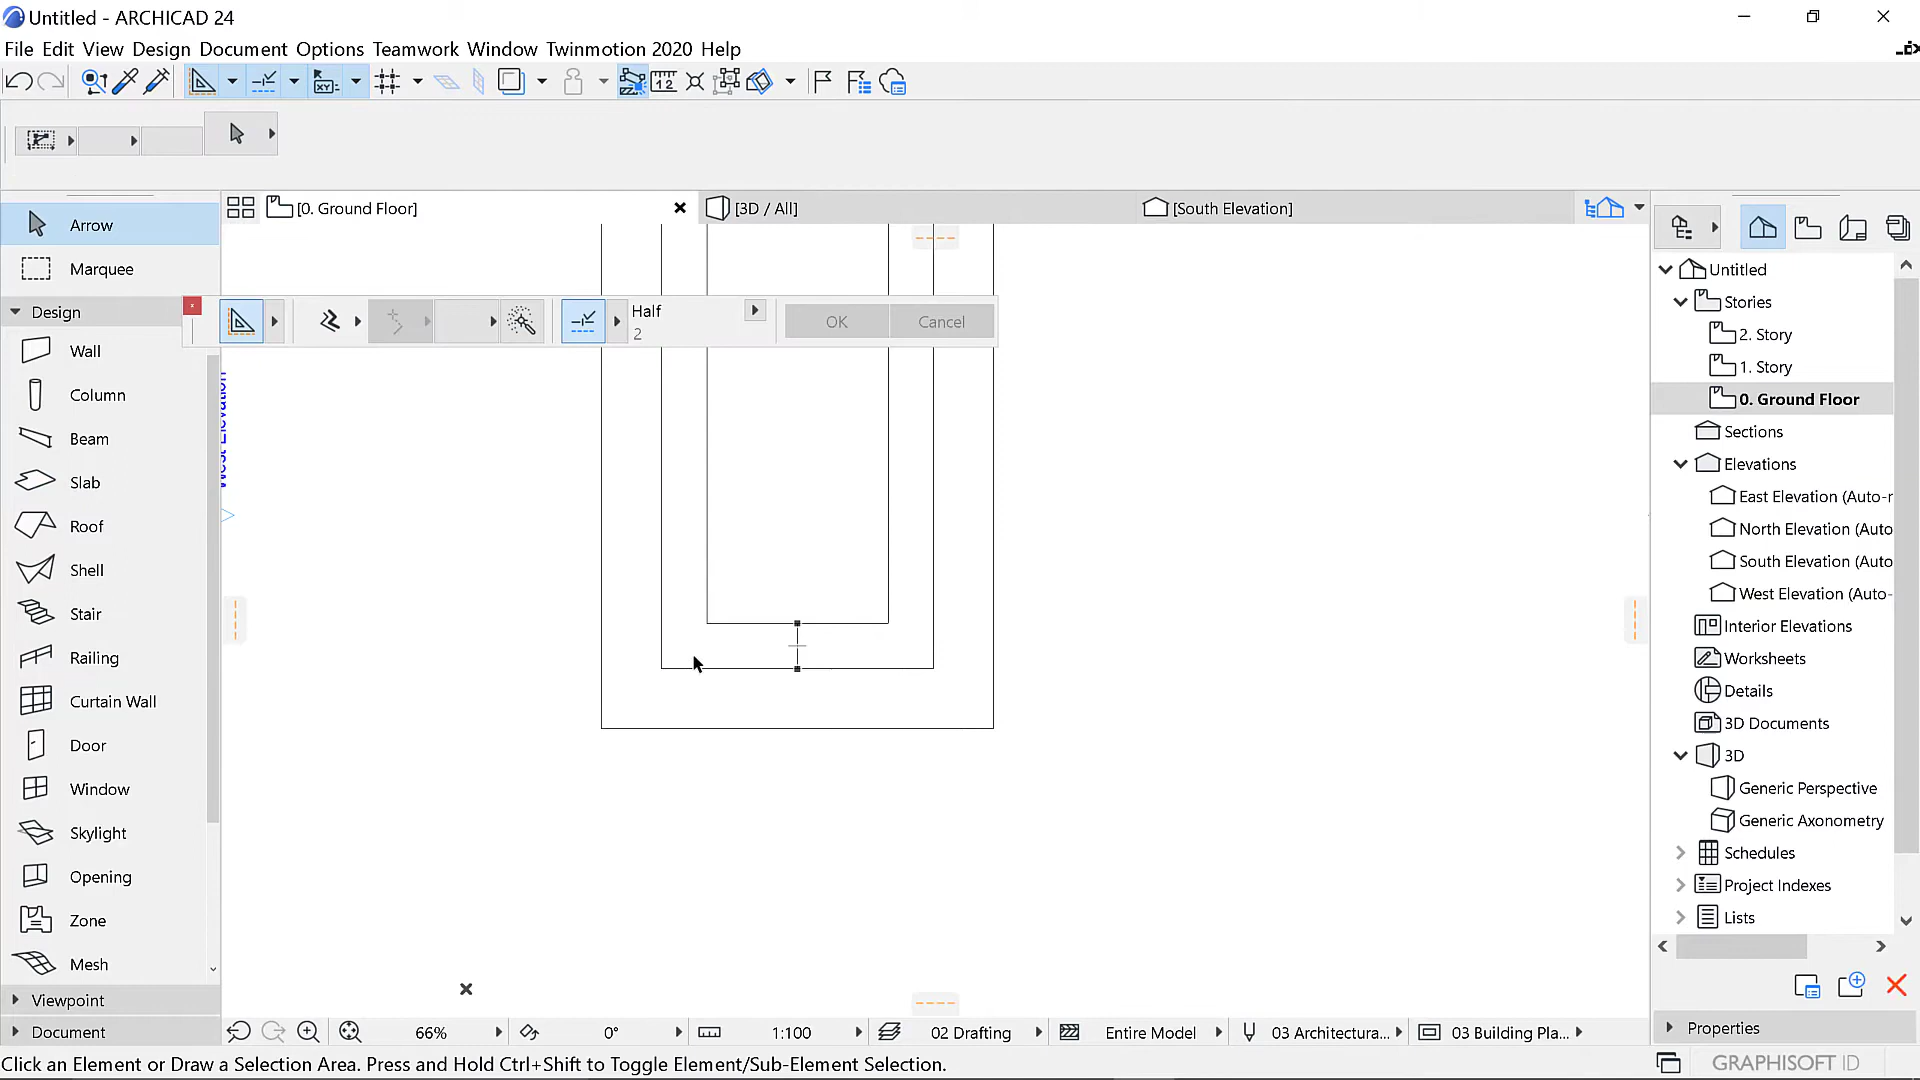 Untitled - ARCHICAD 24
File Edit View Design Document Options Teamwork Window Twinmotion 2020 Help
[0. Ground Floor]
[3D / All]
[South Elevation]
Arrow
Marquee
Design
Wall
Column
Beam
Slab
Roof
Shell
Stair
Railing
Curtain Wall
Door
Window
Skylight
Opening
Zone
Mesh
Viewpoint
Document
Half
2
OK
Cancel
West Elevation
Untitled
Stories
2. Story
1. Story
0. Ground Floor
Sections
Elevations
East Elevation (Auto-r
North Elevation (Auto
South Elevation (Auto
West Elevation (Auto-
Interior Elevations
Worksheets
Details
3D Documents
3D
Generic Perspective
Generic Axonometry
Schedules
Project Indexes
Lists
Properties
66%
0°
1:100
02 Drafting
Entire Model
03 Architectura...
03 Building Pla...
Click an Element or Draw a Selection Area. Press and Hold Ctrl+Shift to Toggle Element/Sub-Element Selection.
GRAPHISOFT ID